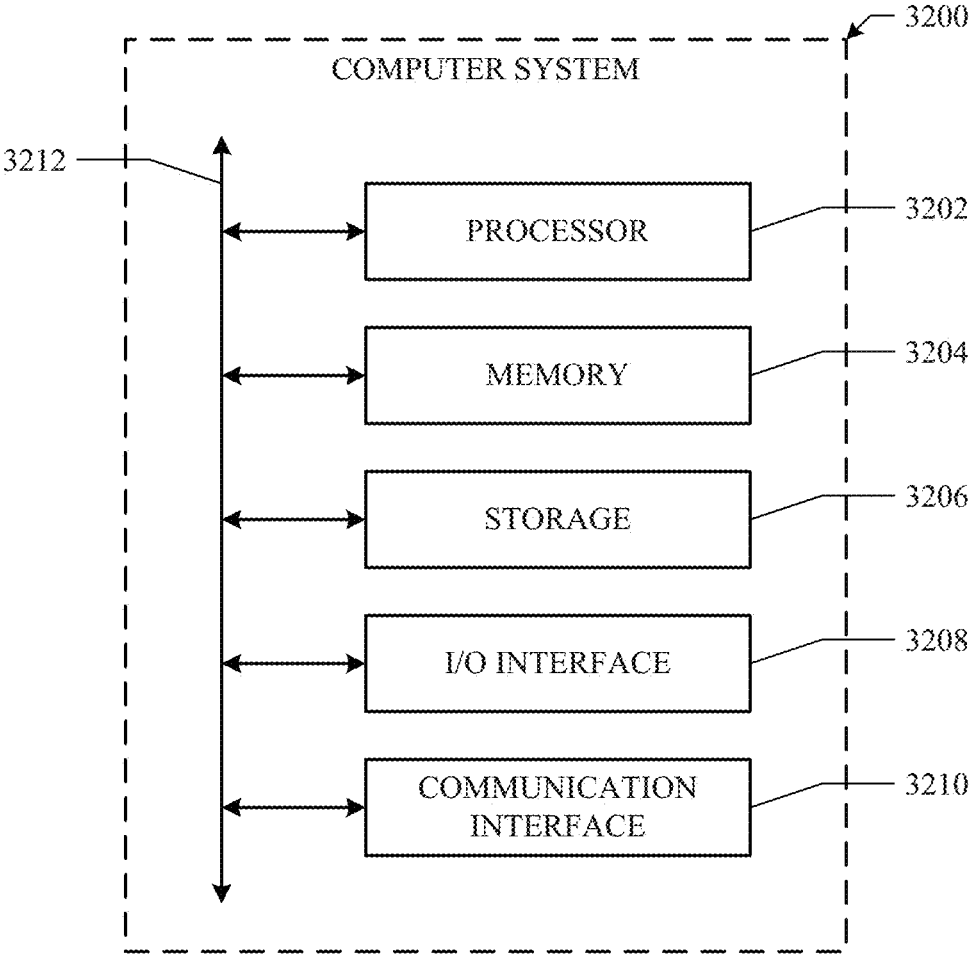 3200
COMPUTER SYSTEM
3212
PROCESSOR
3202
MEMORY
3204
STORAGE
3206
I/O INTERFACE
3208
COMMUNICATION
INTERFACE
3210